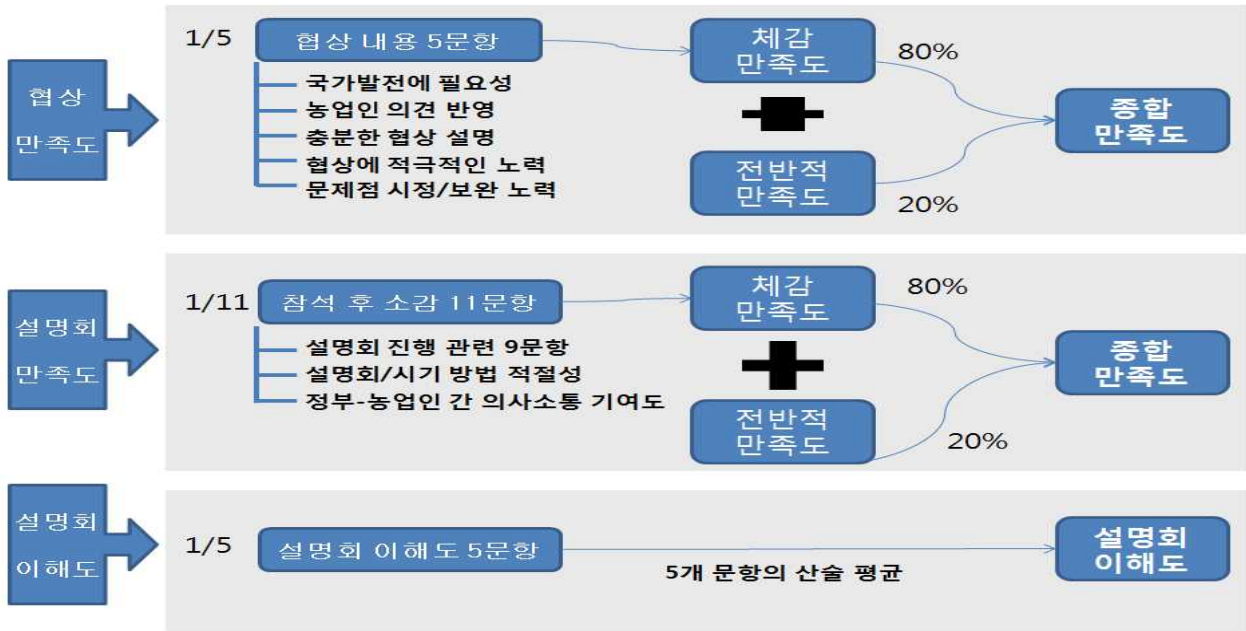 협상
만족도
1/5
협상 내용 5문항
국가발전에 필요성
농업인 의견 반영
충분한 협상 설명
협상에 적극적인 노력
문제점 시정/보완 노력
체감
만족도
80%
전반적
만족도
20%
종합
만족도
설명회
만족도
1/11
참석 후 소감 11문항
설명회 진행 관련 9문항
설명회/시기 방법 적절성
정부-농업인 간 의사소통 기여도
체감
만족도
80%
전반적
만족도
20%
종합
만족도
설명회
이해도
1/5
설명회 이해도 5문항
5개 문항의 산술 평균
설명회
이해도